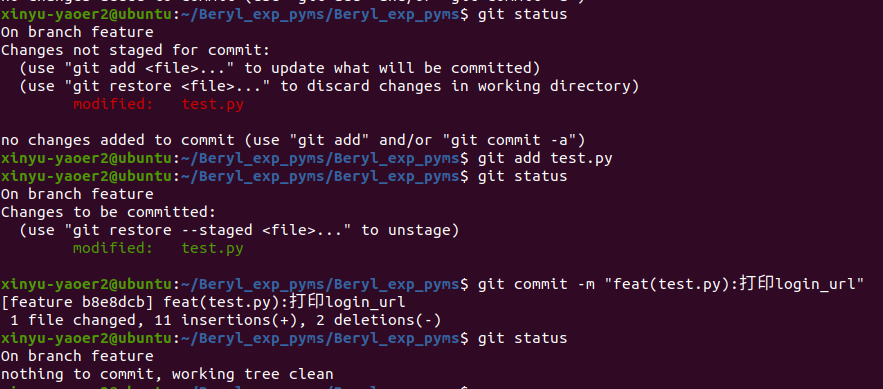 xinyu-yaoer2@ubuntu:~/Beryl_exp_pyms/Beryl_exp_pyms$ git status
On branch feature
Changes not staged for commit:
  (use "git add <file>..." to update what will be committed)
  (use "git restore <file>..." to discard changes in working directory)
        modified:   test.py

no changes added to commit (use "git add" and/or "git commit -a")
xinyu-yaoer2@ubuntu:~/Beryl_exp_pyms/Beryl_exp_pyms$ git add test.py
xinyu-yaoer2@ubuntu:~/Beryl_exp_pyms/Beryl_exp_pyms$ git status
On branch feature
Changes to be committed:
  (use "git restore --staged <file>..." to unstage)
        modified:   test.py

xinyu-yaoer2@ubuntu:~/Beryl_exp_pyms/Beryl_exp_pyms$ git commit -m "feat(test.py):打印login_url"
[feature b8e8dcb] feat(test.py):打印login_url
 1 file changed, 11 insertions(+), 2 deletions(-)
xinyu-yaoer2@ubuntu:~/Beryl_exp_pyms/Beryl_exp_pyms$ git status
On branch feature
nothing to commit, working tree clean